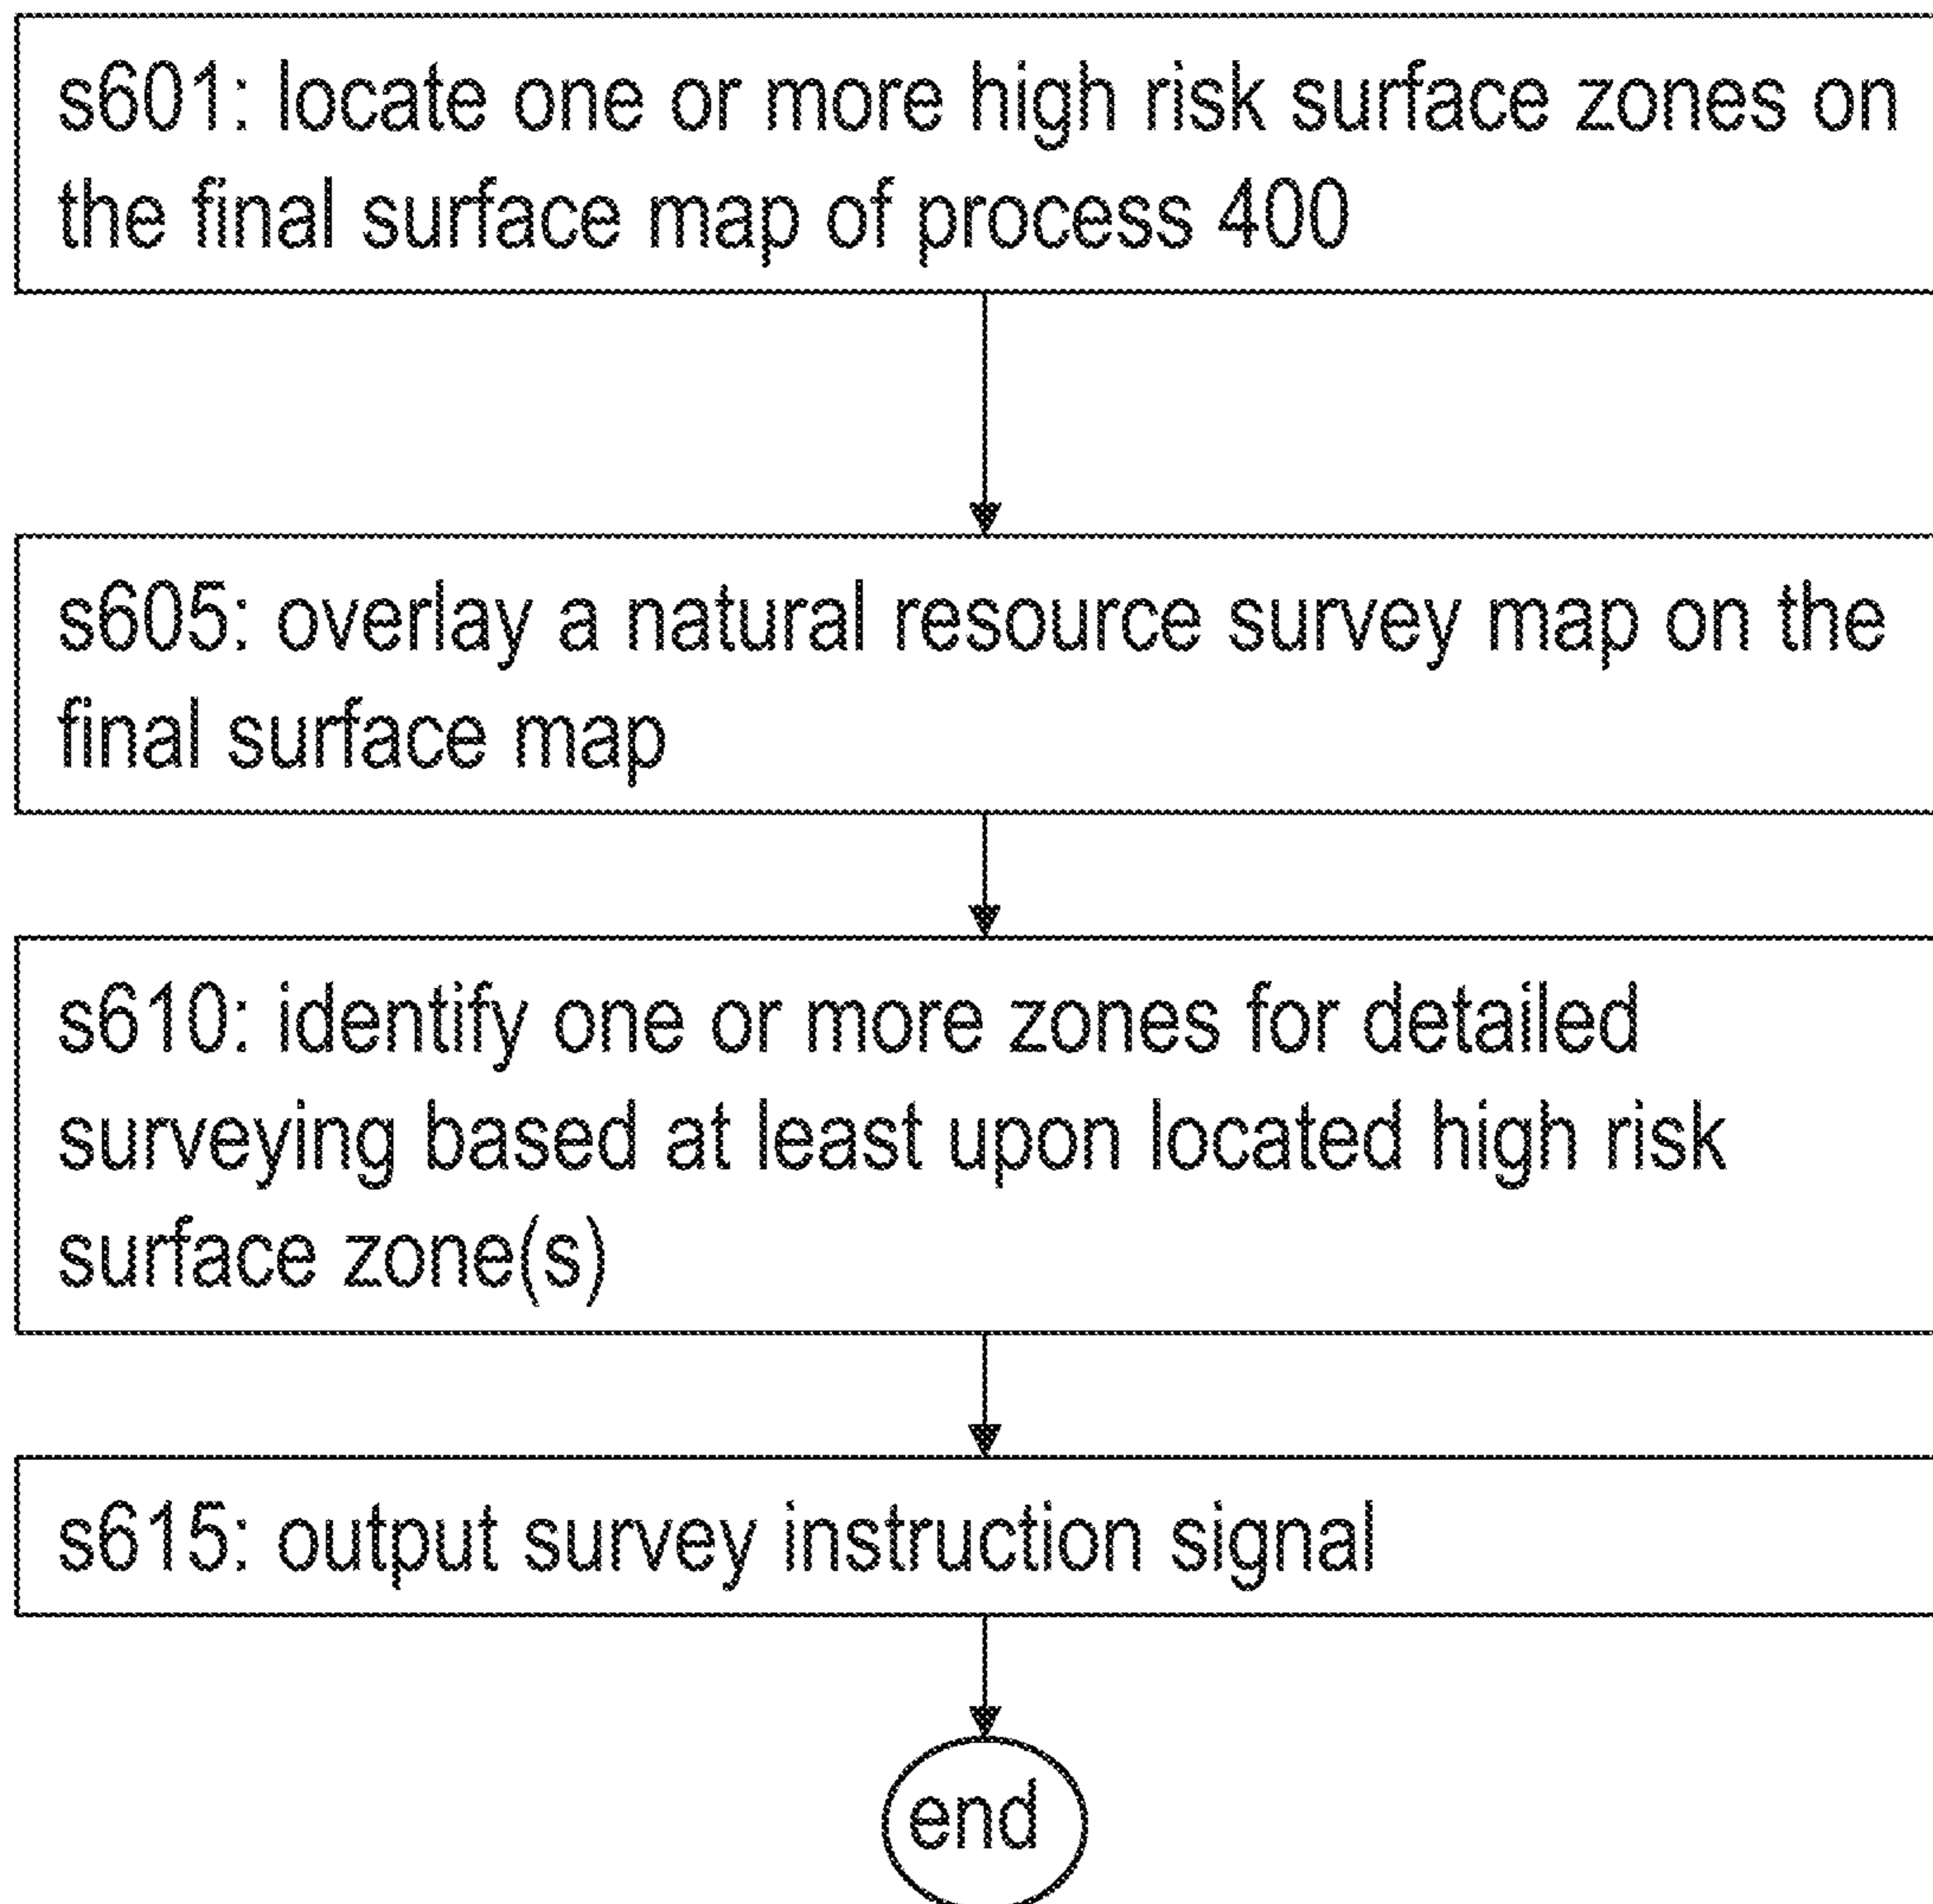 s601: locate one or more high risk surface zones on
the final surface map of process 400
s605: overlay a natural resource survey map on the
final surface map
s610: identify one or more zones for detailed
surveying based at least upon located high risk
surface zone(s)
s615: output survey instruction signal
end